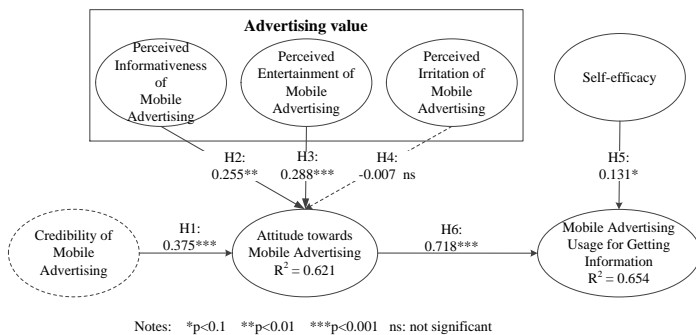 Advertising value
Perceived
Informativeness
of
Mobile
Advertising
Perceived
Entertainment of
Mobile
Advertising
Perceived
Irritation of
Mobile
Advertising
Self-efficacy
H2:
0.255**
H3:
0.288***
H4:
-0.007 ns
H5:
0.131*
Credibility of
Mobile
Advertising
H1:
0.375***
Attitude towards
Mobile Advertising
R² = 0.621
H6:
0.718***
Mobile Advertising
Usage for Getting
Information
R² = 0.654
Notes: *p<0.1 **p<0.01 ***p<0.001 ns: not significant